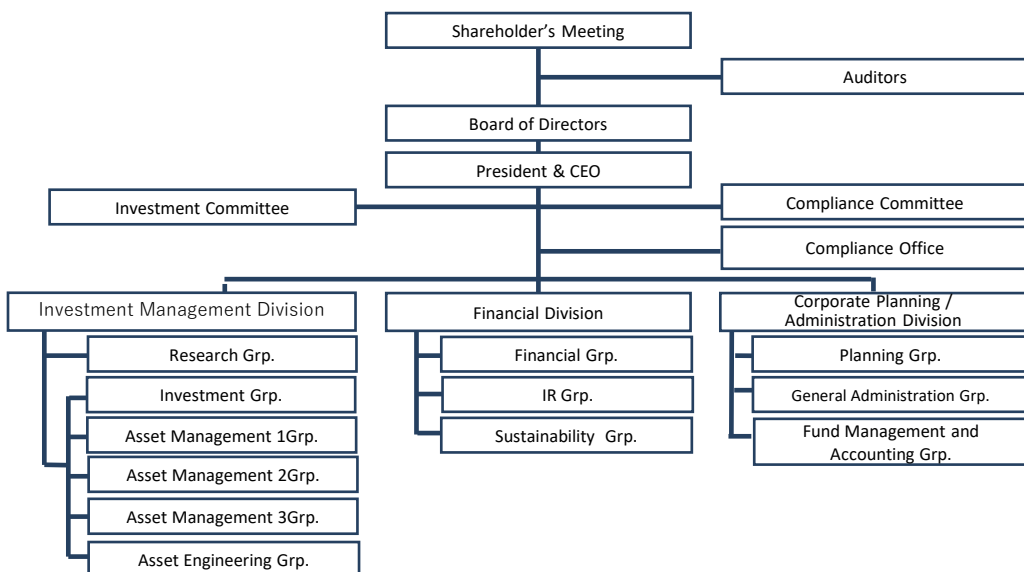 Shareholder’s Meeting
Auditors
Board of Directors
President & CEO
Investment Committee
Compliance Committee
Compliance Office
Investment Management Division
Financial Division
Corporate Planning /
Administration Division
Research Grp.
Investment Grp.
Asset Management 1Grp.
Asset Management 2Grp.
Asset Management 3Grp.
Asset Engineering Grp.
Financial Grp.
IR Grp.
Sustainability Grp.
Planning Grp.
General Administration Grp.
Fund Management and
Accounting Grp.